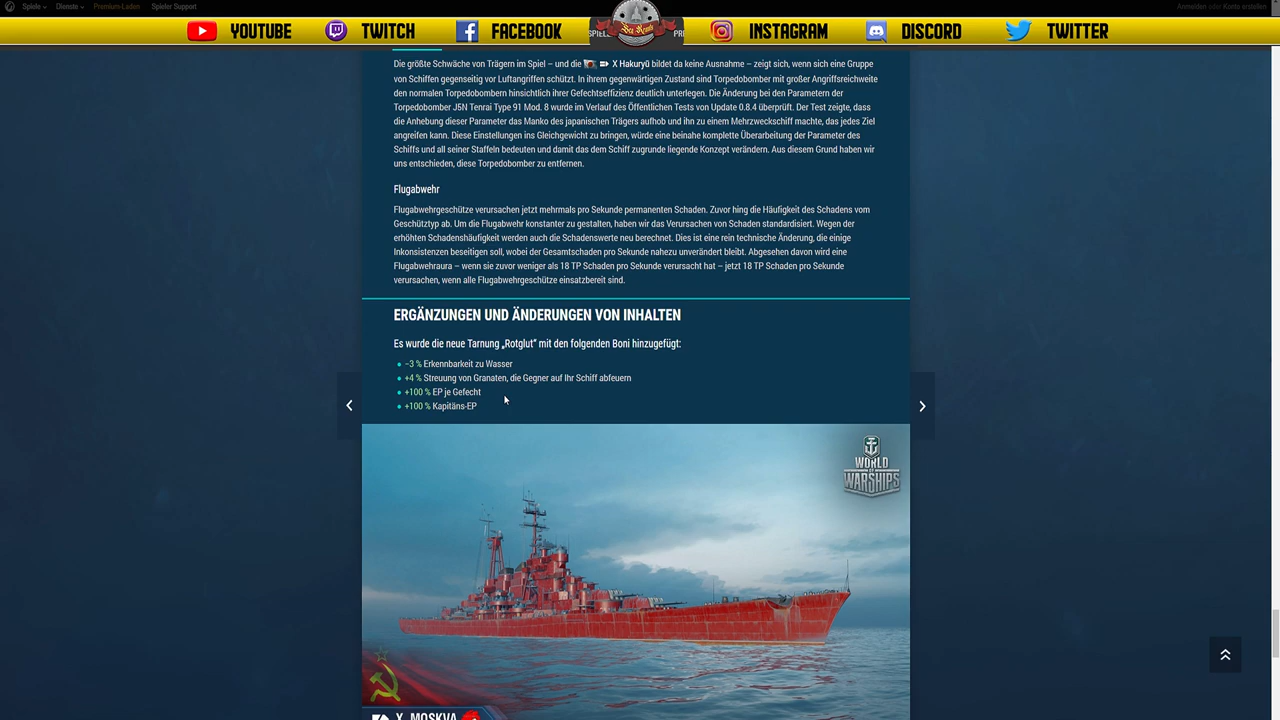 Spiele
Dienste
Premium-Laden
Spieler Support
Anmelden oder Konto erstellen
YOUTUBE
TWITCH
FACEBOOK
INSTAGRAM
DISCORD
TWITTER
Die größte Schwäche von Trägern im Spiel – und die X Hakuryū bildet da keine Ausnahme – zeigt sich, wenn sich eine Gruppe
von Schiffen gegenseitig vor Luftangriffen schützt. In ihrem gegenwärtigen Zustand sind Torpedobomber mit großer Angriffsreichweite
den normalen Torpedobombern hinsichtlich ihrer Gefechtseffizienz deutlich unterlegen. Die Änderung bei den Parametern der
Torpedobomber J5N Tenrai Type 91 Mod. 8 wurde im Verlauf des Öffentlichen Tests von Update 0.8.4 überprüft. Der Test zeigte, dass
die Anhebung dieser Parameter das Manko des japanischen Trägers aufhob und ihn zu einem Mehrzweckschiff machte, das jedes Ziel
angreifen kann. Diese Einstellungen ins Gleichgewicht zu bringen, würde eine beinahe komplette Überarbeitung der Parameter des
Schiffs und all seiner Staffeln bedeuten und damit das dem Schiff zugrunde liegende Konzept verändern. Aus diesem Grund haben wir
uns entschieden, diese Torpedobomber zu entfernen.
Flugabwehr
Flugabwehrgeschütze verursachen jetzt mehrmals pro Sekunde permanenten Schaden. Zuvor hing die Häufigkeit des Schadens vom
Geschütztyp ab. Um die Flugabwehr konstanter zu gestalten, haben wir das Verursachen von Schaden standardisiert. Wegen der
erhöhten Schadenshäufigkeit werden auch die Schadenswerte neu berechnet. Dies ist eine rein technische Änderung, die einige
Inkonsistenzen beseitigen soll, wobei der Gesamtschaden pro Sekunde nahezu unverändert bleibt. Abgesehen davon wird eine
Flugabwehraura – wenn sie zuvor weniger als 18 TP Schaden pro Sekunde verursacht hat – jetzt 18 TP Schaden pro Sekunde
verursachen, wenn alle Flugabwehrgeschütze einsatzbereit sind.
ERGÄNZUNGEN UND ÄNDERUNGEN VON INHALTEN
Es wurde die neue Tarnung „Rotglut" mit den folgenden Boni hinzugefügt:
−3 % Erkennbarkeit zu Wasser
+4 % Streuung von Granaten, die Gegner auf Ihr Schiff abfeuern
+100 % EP je Gefecht
+100 % Kapitäns-EP
WORLD
OF
WARSHIPS
X MOSKVA